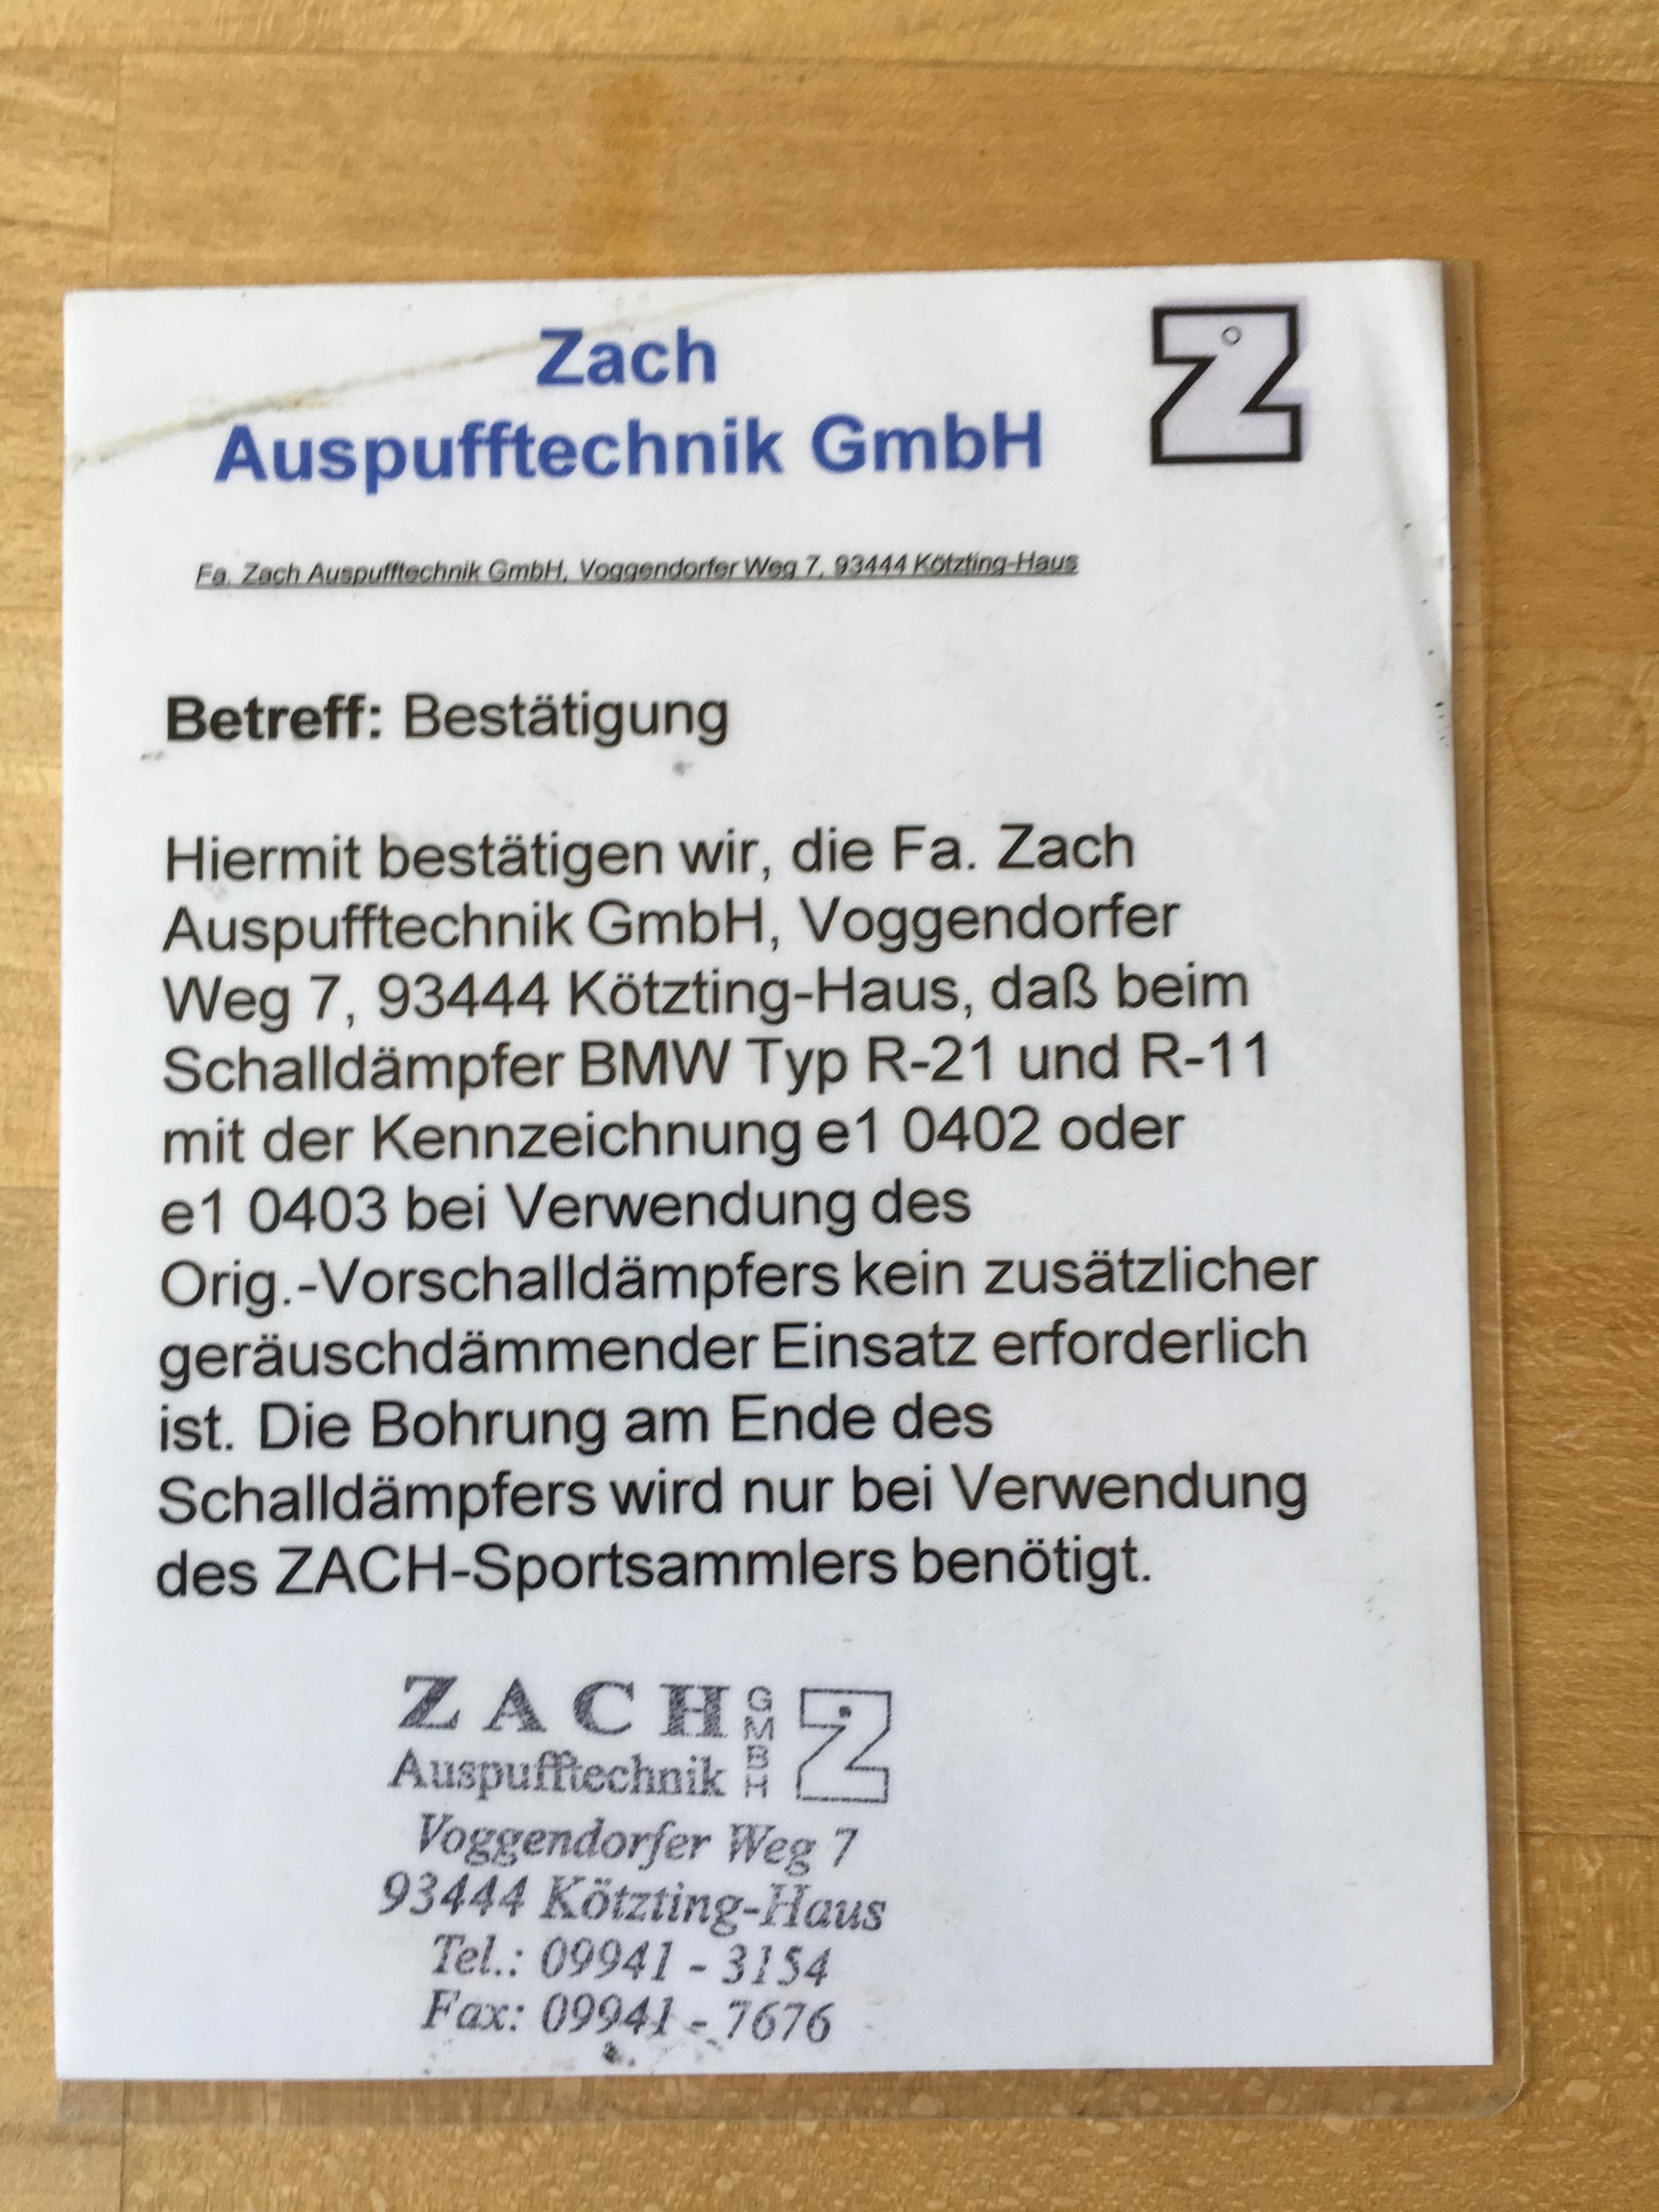 Zach
Auspufftechnik GmbH
Z
Fa. Zach Auspufftechnik GmbH, Voggendorfer Weg 7, 93444 Kötzting-Haus
Betreff: Bestätigung
Hiermit bestätigen wir, die Fa. Zach
Auspufftechnik GmbH, Voggendorfer
Weg 7, 93444 Kötzting-Haus, daß beim
Schalldämpfer BMW Typ R-21 und R-11
mit der Kennzeichnung e1 0402 oder
e1 0403 bei Verwendung des
Orig.-Vorschalldämpfers kein zusätzlicher
geräuschdämmender Einsatz erforderlich
ist. Die Bohrung am Ende des
Schalldämpfers wird nur bei Verwendung
des ZACH-Sportsammlers benötigt.
ZACH GMBH Z
Auspufftechnik
Voggendorfer Weg 7
93444 Kötzting-Haus
Tel.: 09941 - 3154
Fax: 09941 - 7676